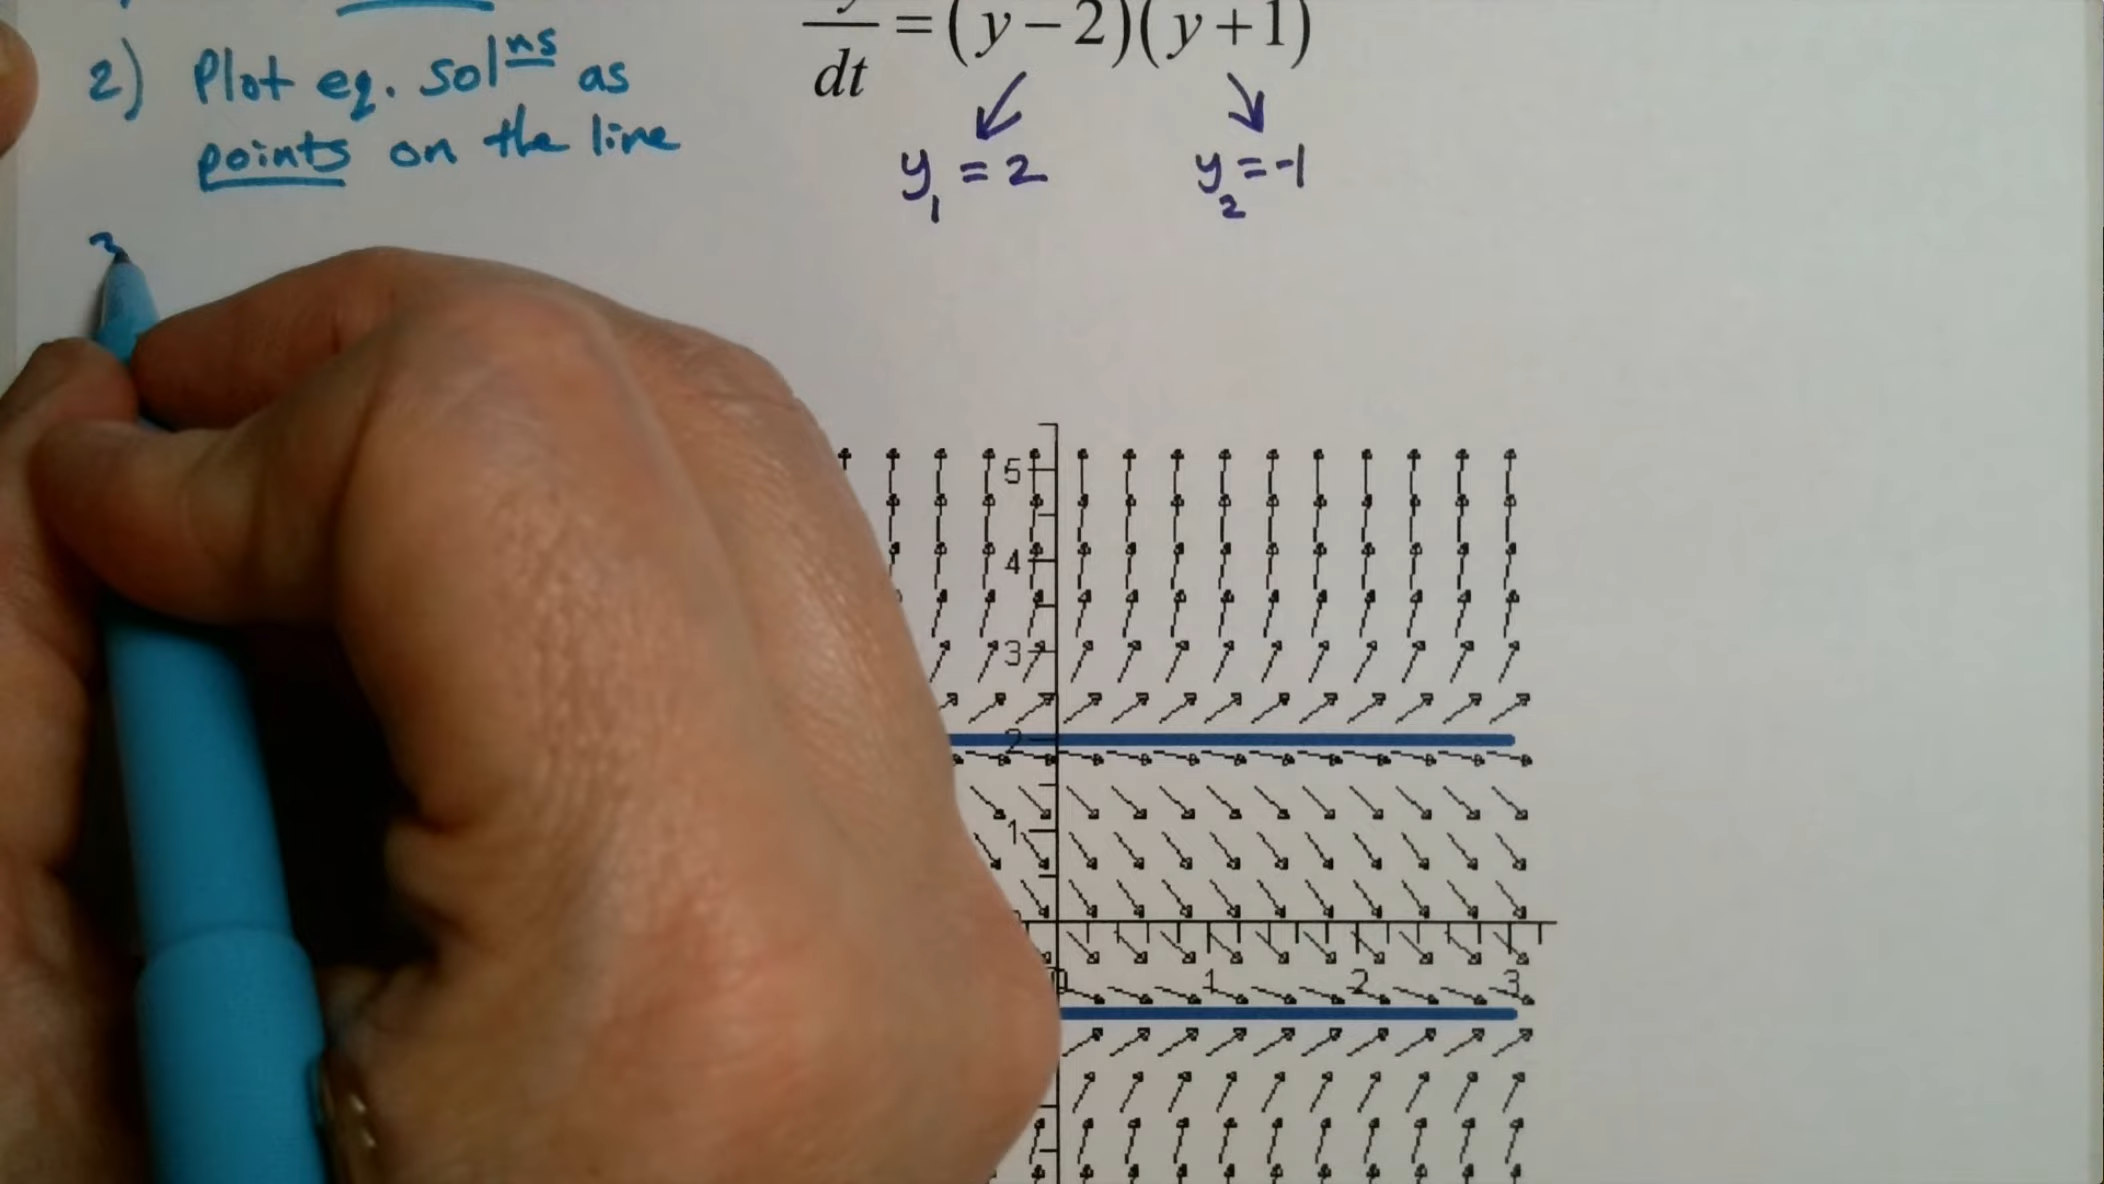 2) Plot eq. solns as
points on the line
dt = (y-2)(y+1)
y1 = 2 y2 = -1
5
4
3
2
1
0 1 2 3